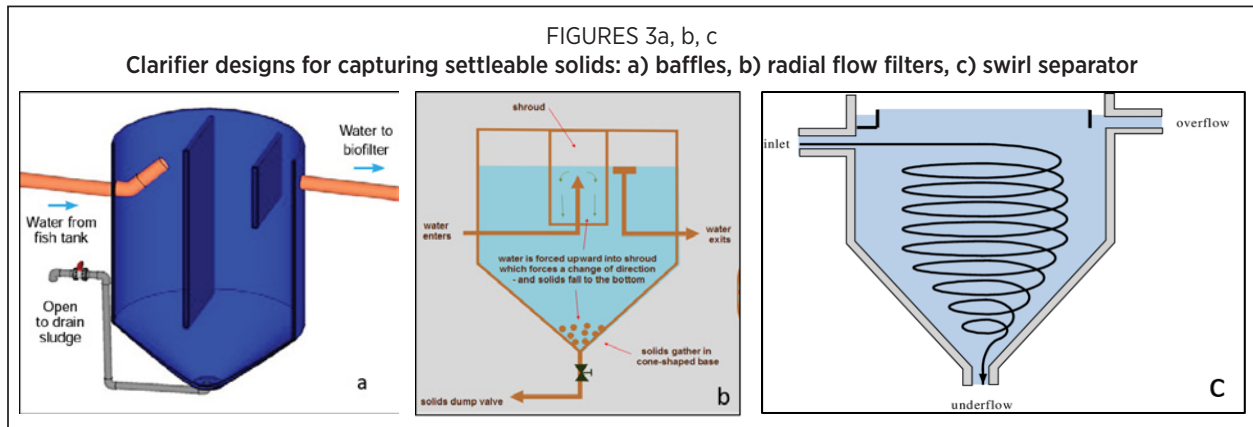 FIGURES 3a, b, c
Clarifier designs for capturing settleable solids: a) baffles, b) radial flow filters, c) swirl separator
Water to
biofilter
Water from
fish tank
Open
to drain
sludge
a
shroud
water
enters
water
exits
water is forced upward into shroud
which forces a change of direction
- and solids fall to the bottom
solids gather in
cone-shaped base
solids dump valve
b
inlet
overflow
underflow
C